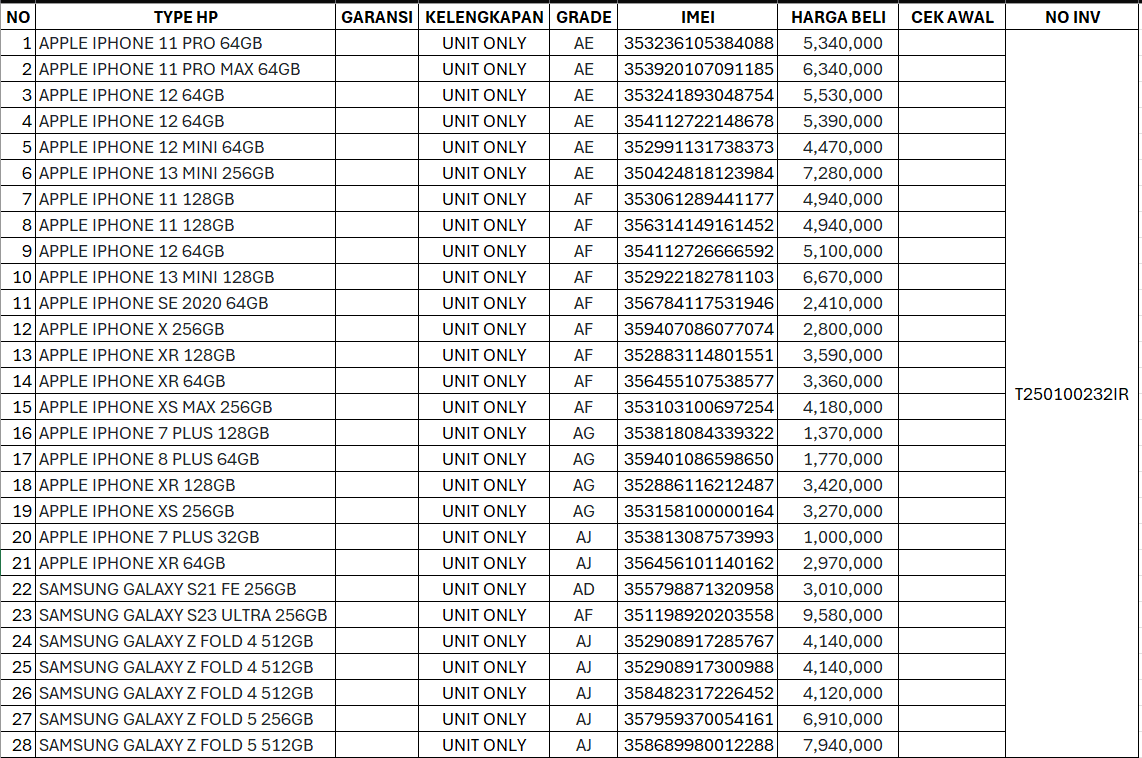 NO TYPE HP GARANSI KELENGKAPAN GRADE IMEI HARGA BELI CEK AWAL NO INV
1 APPLE IPHONE 11 PRO 64GB UNIT ONLY AE 353236105384088 5,340,000
2 APPLE IPHONE 11 PRO MAX 64GB UNIT ONLY AE 353920107091185 6,340,000
3 APPLE IPHONE 12 64GB UNIT ONLY AE 353241893048754 5,530,000
4 APPLE IPHONE 12 64GB UNIT ONLY AE 354112722148678 5,390,000
5 APPLE IPHONE 12 MINI 64GB UNIT ONLY AE 352991131738373 4,470,000
6 APPLE IPHONE 13 MINI 256GB UNIT ONLY AE 350424818123984 7,280,000
7 APPLE IPHONE 11 128GB UNIT ONLY AF 353061289441177 4,940,000
8 APPLE IPHONE 11 128GB UNIT ONLY AF 356314149161452 4,940,000
9 APPLE IPHONE 12 64GB UNIT ONLY AF 354112726666592 5,100,000
10 APPLE IPHONE 13 MINI 128GB UNIT ONLY AF 352922182781103 6,670,000
11 APPLE IPHONE SE 2020 64GB UNIT ONLY AF 356784117531946 2,410,000
12 APPLE IPHONE X 256GB UNIT ONLY AF 359407086077074 2,800,000
13 APPLE IPHONE XR 128GB UNIT ONLY AF 352883114801551 3,590,000
14 APPLE IPHONE XR 64GB UNIT ONLY AF 356455107538577 3,360,000
T250100232IR
15 APPLE IPHONE XS MAX 256GB UNIT ONLY AF 353103100697254 4,180,000
16 APPLE IPHONE 7 PLUS 128GB UNIT ONLY AG 353818084339322 1,370,000
17 APPLE IPHONE 8 PLUS 64GB UNIT ONLY AG 359401086598650 1,770,000
18 APPLE IPHONE XR 128GB UNIT ONLY AG 352886116212487 3,420,000
19 APPLE IPHONE XS 256GB UNIT ONLY AG 353158100000164 3,270,000
20 APPLE IPHONE 7 PLUS 32GB UNIT ONLY AJ 353813087573993 1,000,000
21 APPLE IPHONE XR 64GB UNIT ONLY AJ 356456101140162 2,970,000
22 SAMSUNG GALAXY S21 FE 256GB UNIT ONLY AD 355798871320958 3,010,000
23 SAMSUNG GALAXY S23 ULTRA 256GB UNIT ONLY AF 351198920203558 9,580,000
24 SAMSUNG GALAXY Z FOLD 4 512GB UNIT ONLY AJ 352908917285767 4,140,000
25 SAMSUNG GALAXY Z FOLD 4 512GB UNIT ONLY AJ 352908917300988 4,140,000
26 SAMSUNG GALAXY Z FOLD 4 512GB UNIT ONLY AJ 358482317226452 4,120,000
27 SAMSUNG GALAXY Z FOLD 5 256GB UNIT ONLY AJ 357959370054161 6,910,000
28 SAMSUNG GALAXY Z FOLD 5 512GB UNIT ONLY AJ 358689980012288 7,940,000